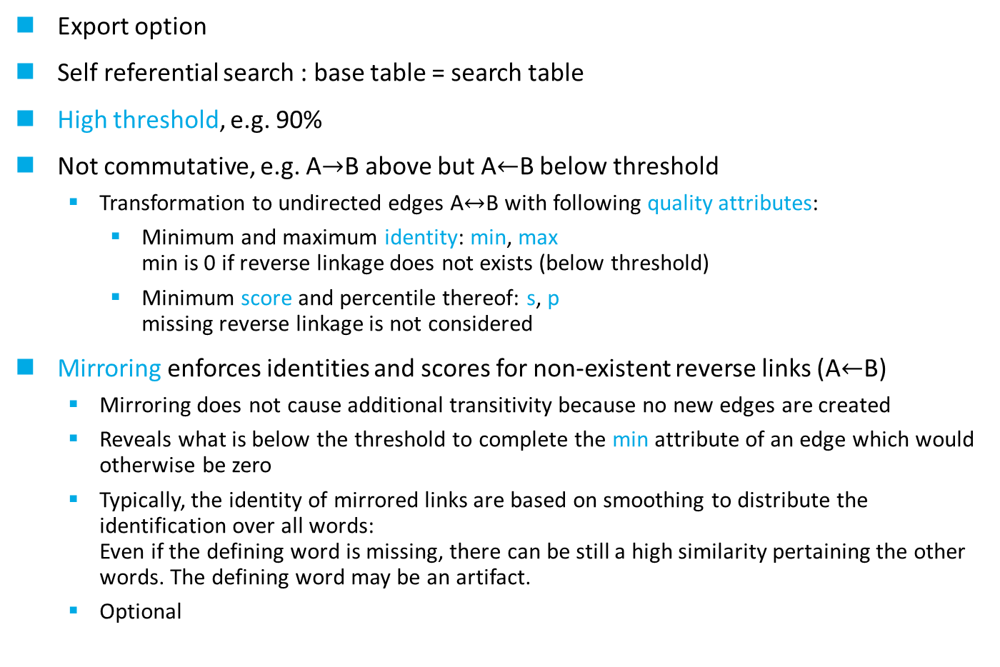 Export option
Self referential search : base table = search table
High threshold, e.g. 90%
Not commutative, e.g. A→B above but A←B below threshold
Transformation to undirected edges A↔B with following quality attributes:
Minimum and maximum identity: min, max
min is 0 if reverse linkage does not exists (below threshold)
Minimum score and percentile thereof: s, p
missing reverse linkage is not considered
Mirroring enforces identities and scores for non-existent reverse links (A←B)
Mirroring does not cause additional transitivity because no new edges are created
Reveals what is below the threshold to complete the min attribute of an edge which would
otherwise be zero
Typically, the identity of mirrored links are based on smoothing to distribute the
identification over all words:
Even if the defining word is missing, there can be still a high similarity pertaining the other
words. The defining word may be an artifact.
Optional